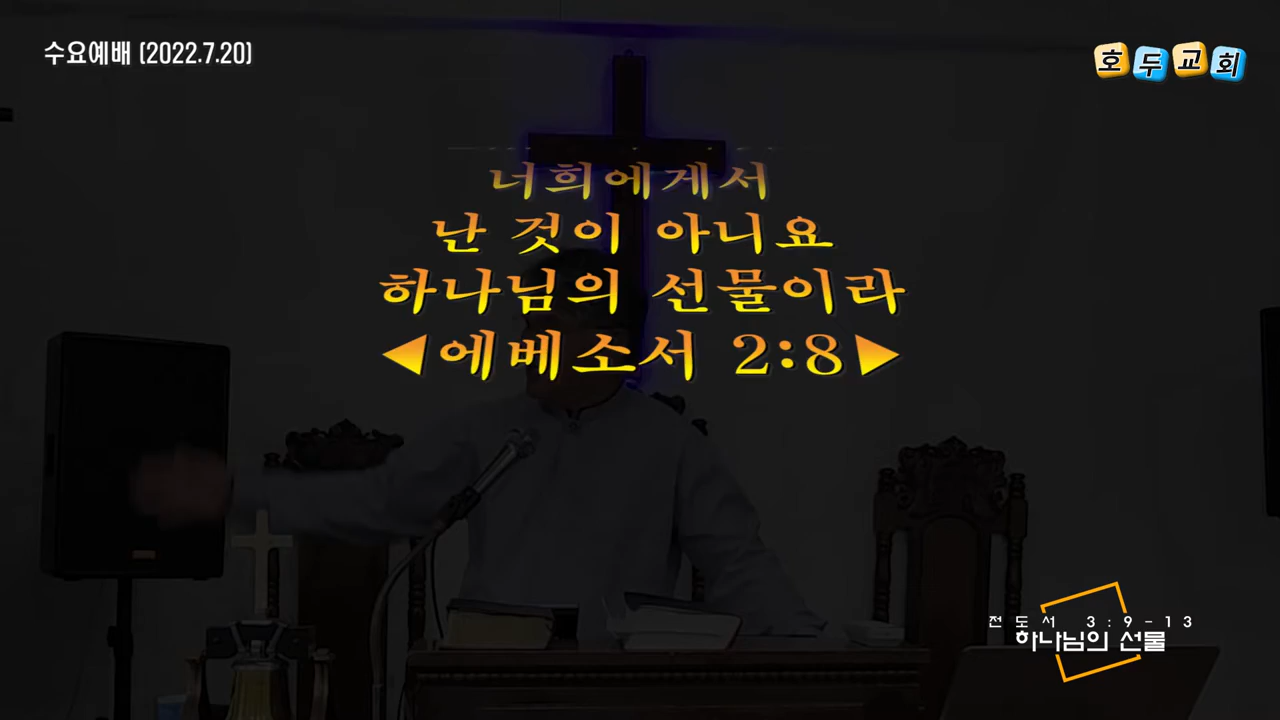 수요예배 (2022.7.20)
호두교회
너희에게서
난 것이 아니요
하나님의 선물이라
◀에베소서 2:8▶
전도서 3:9-13
하나님의 선물